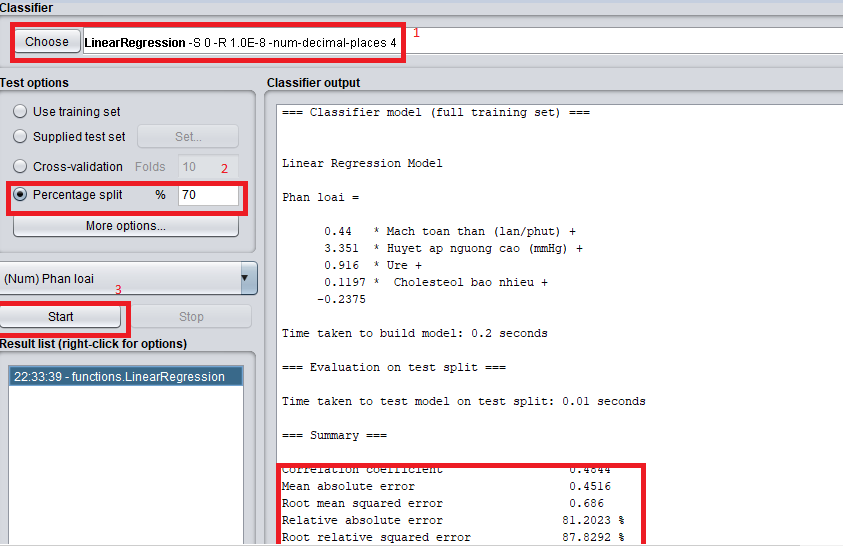 Classifier
Choose LinearRegression -S 0 -R 1.0E-8 -num-decimal-places 4 1
Test options
Use training set
Supplied test set Set...
Cross-validation Folds 10 2
Percentage split % 70
More options...
(Num) Phan loai
3
Start Stop
Result list (right-click for options)
22:33:39 - functions.LinearRegression
Classifier output
=== Classifier model (full training set) ===
Linear Regression Model
Phan loai =
0.44 * Mach toan than (lan/phut) +
3.351 * Huyet ap nguong cao (mmHg) +
0.916 * Ure +
0.1197 * Cholesteol bao nhieu +
-0.2375
Time taken to build model: 0.2 seconds
=== Evaluation on test split ===
Time taken to test model on test split: 0.01 seconds
=== Summary ===
Correlation coefficient 0.4844
Mean absolute error 0.4516
Root mean squared error 0.686
Relative absolute error 81.2023 %
Root relative squared error 87.8292 %